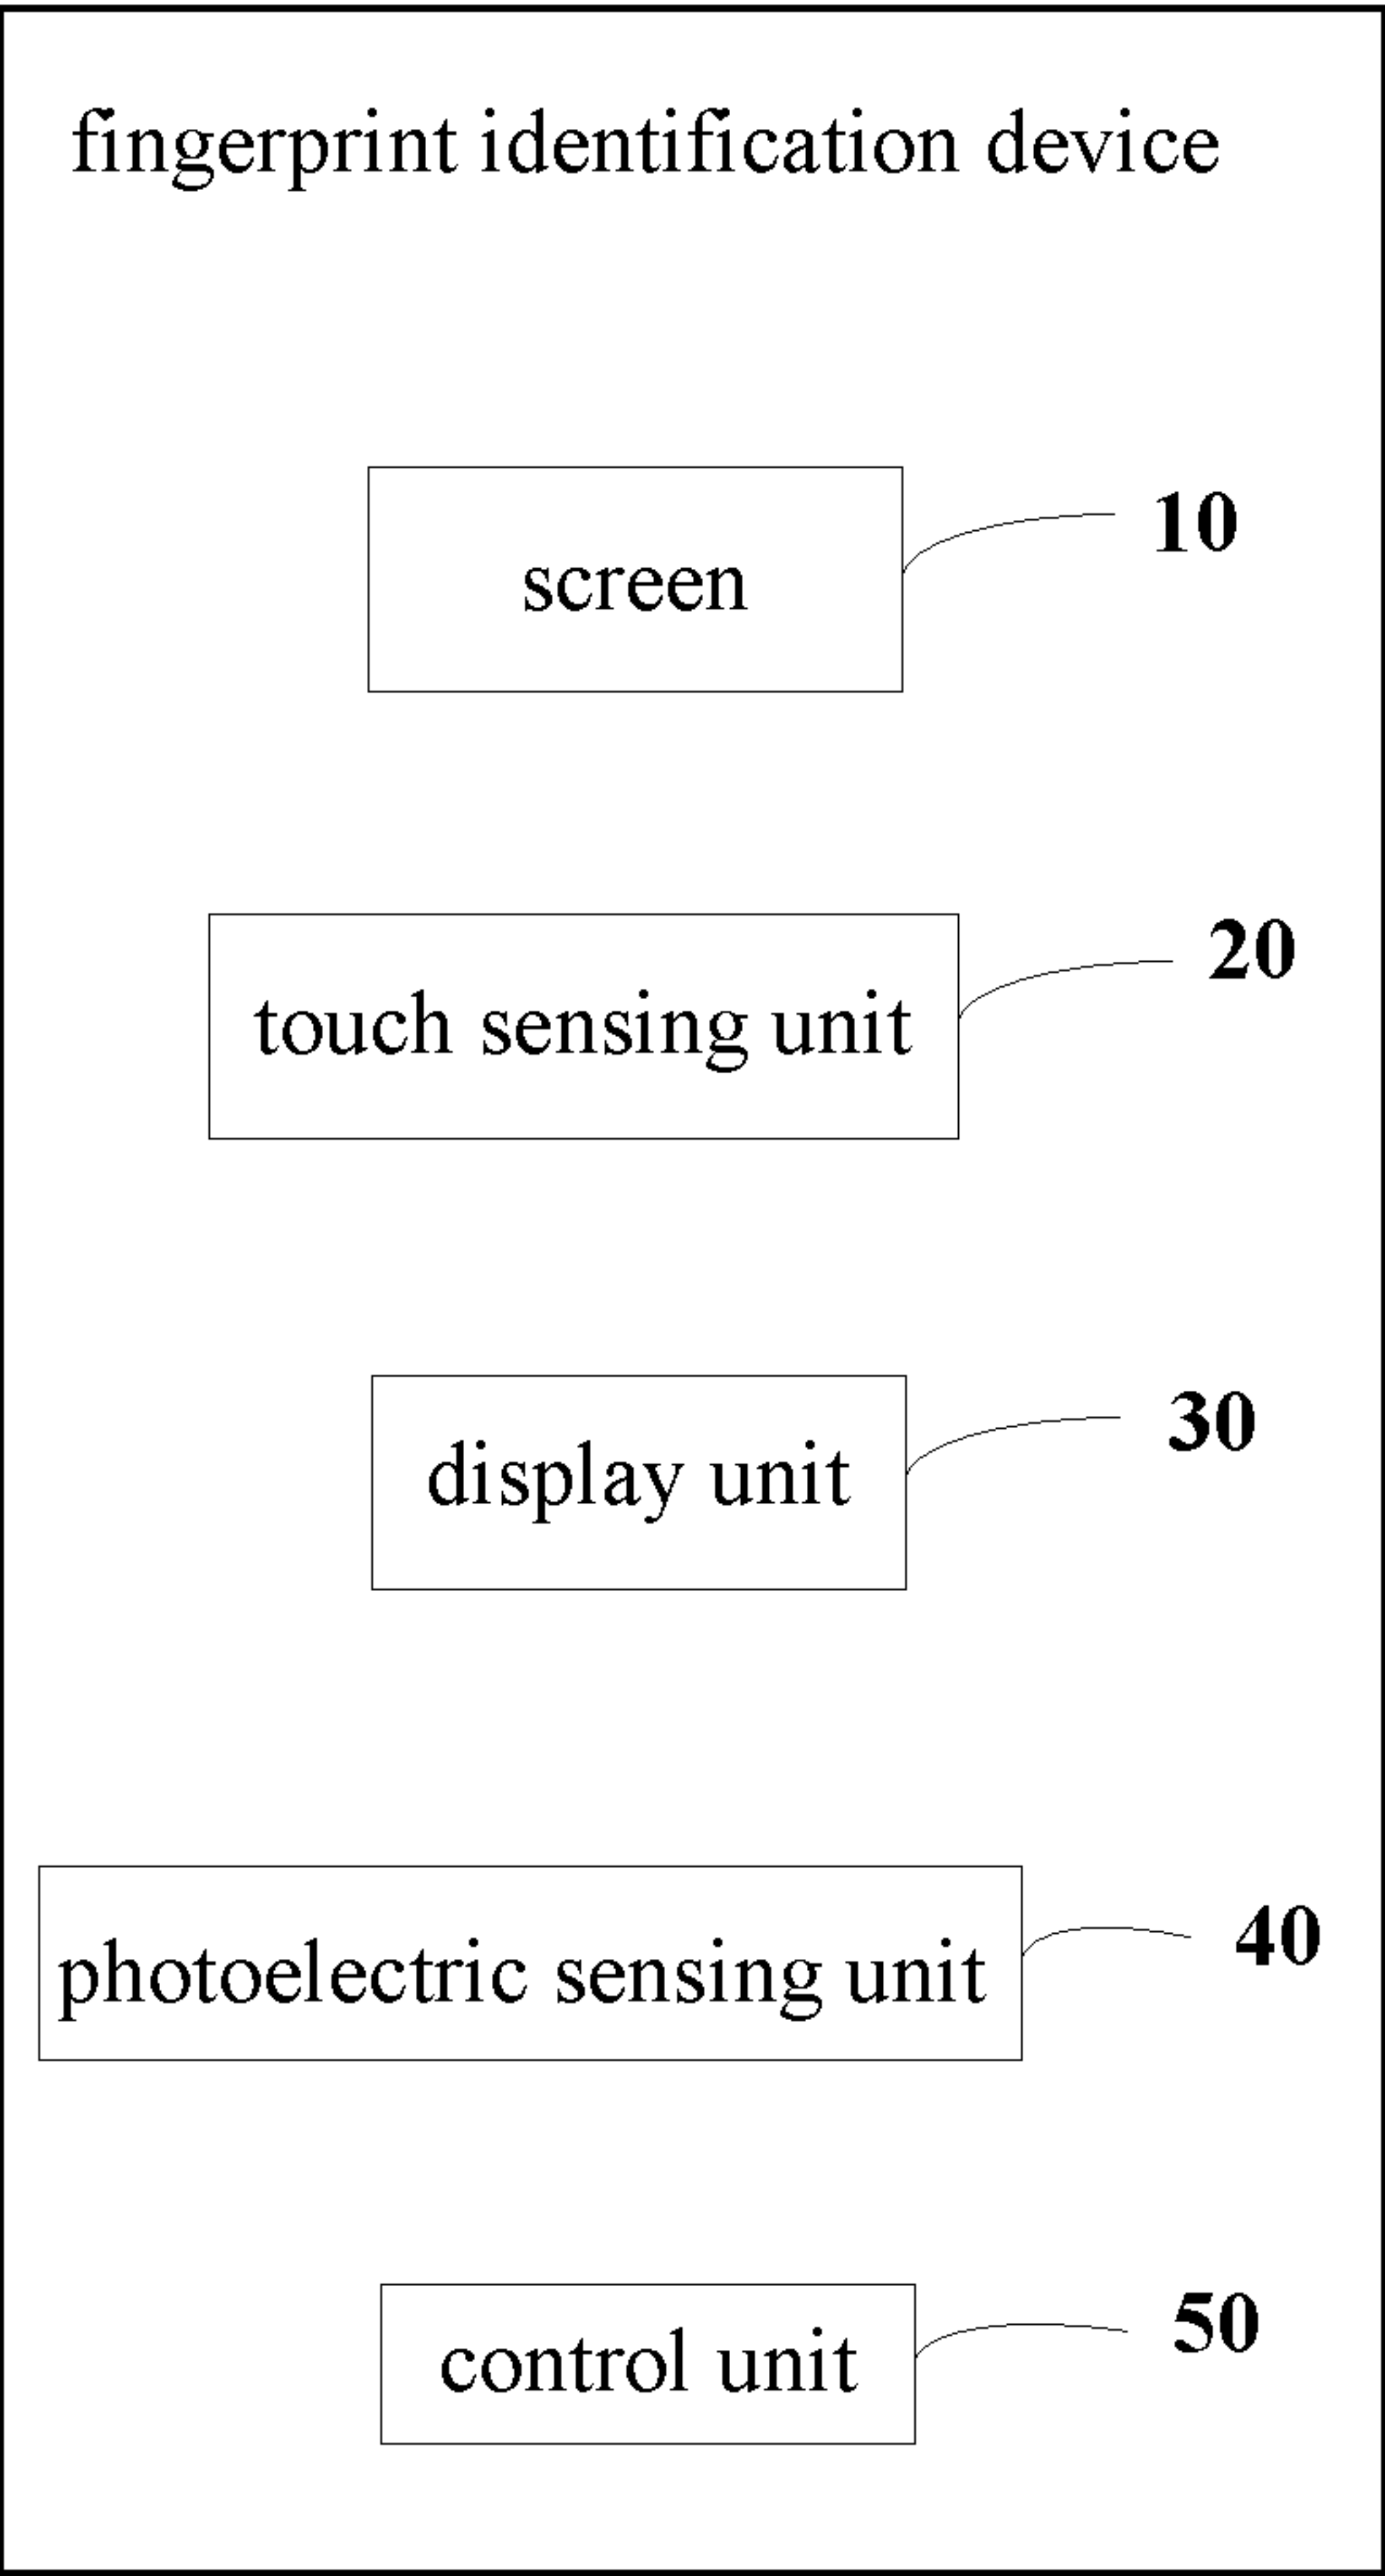 fingerprint identification device
screen
10
touch sensing unit
20
display unit
30
photoelectric sensing unit
40
control unit
50